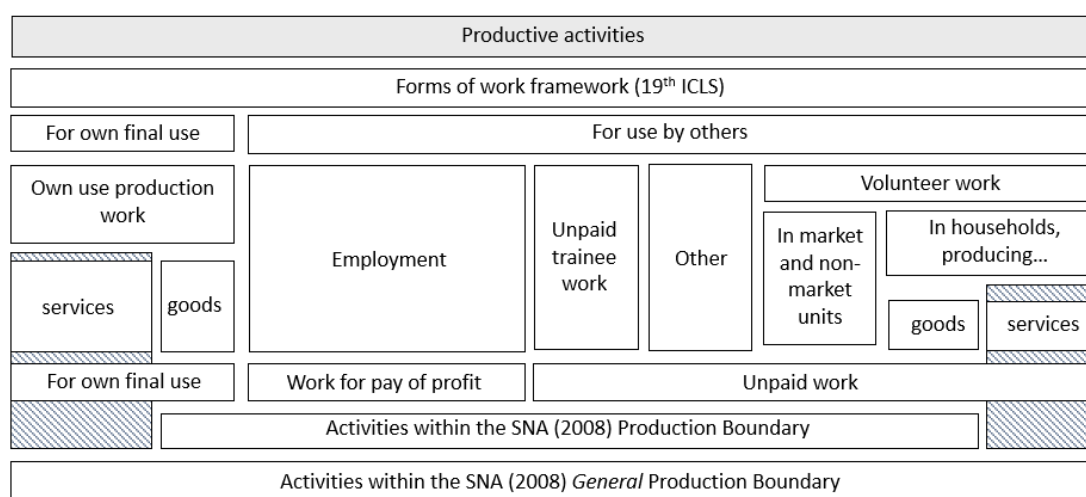 Productive activities
Forms of work framework (19th ICLS)
For own final use
For use by others
Own use production
work
Employment
Unpaid
trainee
work
Other
Volunteer work
In market
and non-
market
units
In households,
producing...
services
goods
goods
services
For own final use
Work for pay of profit
Unpaid work
Activities within the SNA (2008) Production Boundary
Activities within the SNA (2008) General Production Boundary